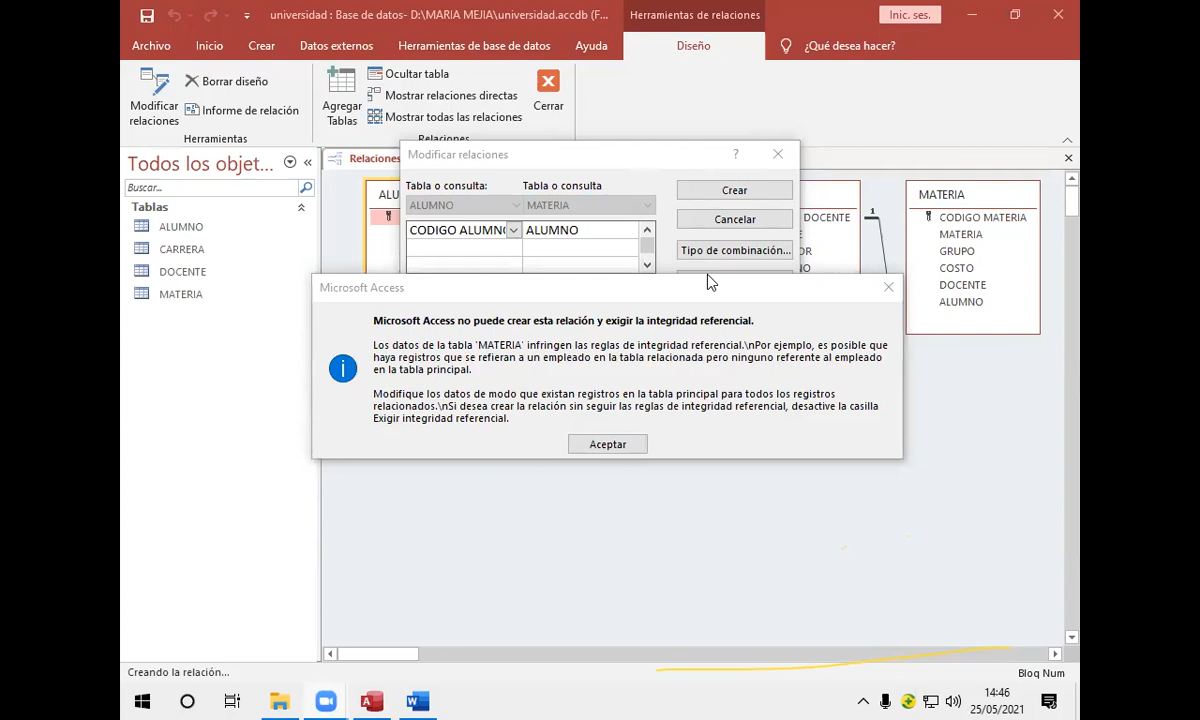 universidad : Base de datos- D:\MARIA MEJIA\universidad.accdb (F...
Herramientas de relaciones
Inic. ses.
Archivo
Inicio
Crear
Datos externos
Herramientas de base de datos
Ayuda
Diseño
¿Qué desea hacer?
Modificar
relaciones
Borrar diseño
Informe de relación
Herramientas
Agregar
Tablas
Ocultar tabla
Mostrar relaciones directas
Mostrar todas las relaciones
Relaciones
Cerrar
Todos los objet...
Buscar...
Tablas
ALUMNO
CARRERA
DOCENTE
MATERIA
Relaciones
Modificar relaciones
?
Tabla o consulta:
Tabla o consulta
ALUMNO
MATERIA
CODIGO ALUMNO
ALUMNO
Crear
Cancelar
Tipo de combinación...
DOCENTE
1
MATERIA
CODIGO MATERIA
MATERIA
GRUPO
COSTO
DOCENTE
ALUMNO
Microsoft Access
Microsoft Access no puede crear esta relación y exigir la integridad referencial.
Los datos de la tabla 'MATERIA' infringen las reglas de integridad referencial.\nPor ejemplo, es posible que
haya registros que se refieran a un empleado en la tabla relacionada pero ninguno referente al empleado
en la tabla principal.
Modifique los datos de modo que existan registros en la tabla principal para todos los registros
relacionados.\nSi desea crear la relación sin seguir las reglas de integridad referencial, desactive la casilla
Exigir integridad referencial.
Aceptar
Creando la relación...
Bloq Num
14:46
25/05/2021